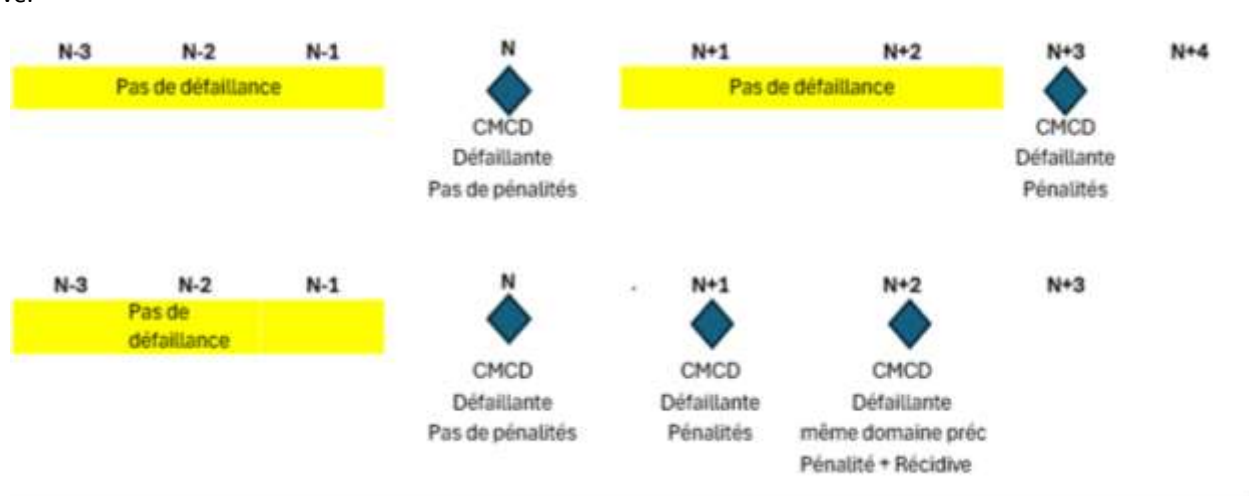 N-3 N-2 N-1 N N+1 N+2 N+3 N+4
Pas de défaillance Pas de défaillance
CMCD CMCD
Défaillante Défaillante
Pas de pénalités Pénalités
N-3 N-2 N-1 N N+1 N+2 N+3
Pas de
défaillance
CMCD CMCD CMCD
Défaillante Défaillante Défaillante
Pas de pénalités Pénalités même domaine préc
Pénalité + Récidive